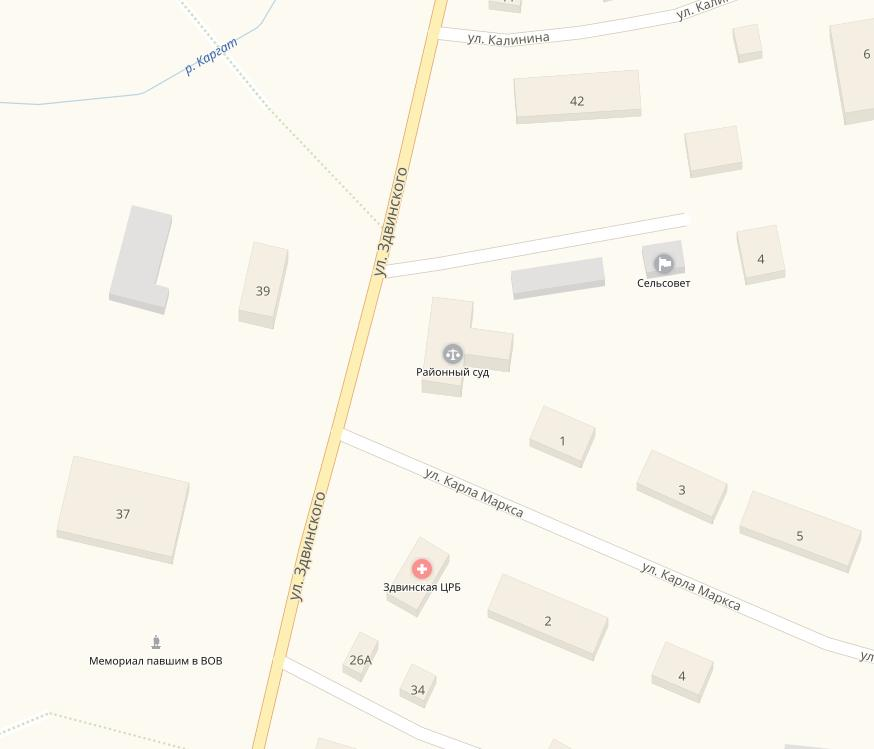 ул. Калинина
ул. Кали
р. Каргат
42
6
ул. Здвинского
4
39
Сельсовет
Районный суд
1
ул. Карла Маркса
3
5
37
ул. Здвинского
Здвинская ЦРБ
ул. Карла Маркса
2
Мемориал павшим в ВОВ
26А
34
4
ул